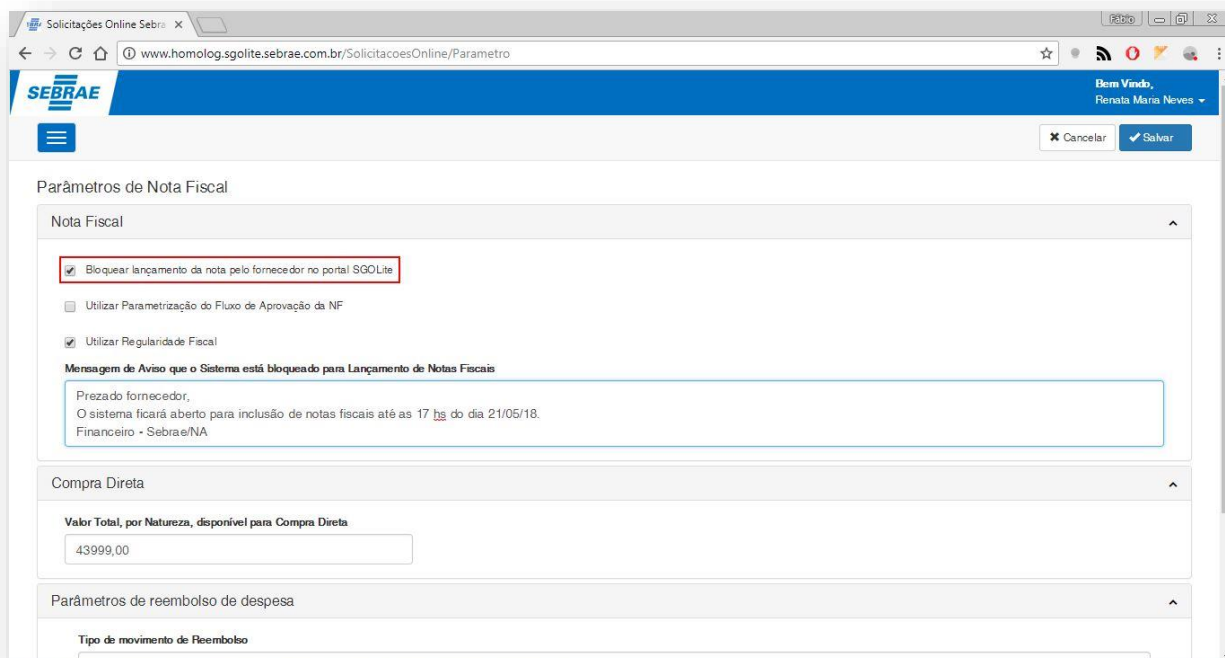 Solicitações Online Sebra
Fábio
www.homolog.sgolite.sebrae.com.br/SolicitacoesOnline/Parametro
SEBRAE
Bem Vindo,
Renata Maria Neves
Cancelar
Salvar
Parâmetros de Nota Fiscal
Nota Fiscal
Bloquear lançamento da nota pelo fornecedor no portal SGOLite
Utilizar Parametrização do Fluxo de Aprovação da NF
Utilizar Regularidade Fiscal
Mensagem de Aviso que o Sistema está bloqueado para Lançamento de Notas Fiscais
Prezado fornecedor,
O sistema ficará aberto para inclusão de notas fiscais até as 17 hs do dia 21/05/18.
Financeiro - Sebrae/NA
Compra Direta
Valor Total, por Natureza, disponível para Compra Direta
43999,00
Parâmetros de reembolso de despesa
Tipo de movimento de Reembolso